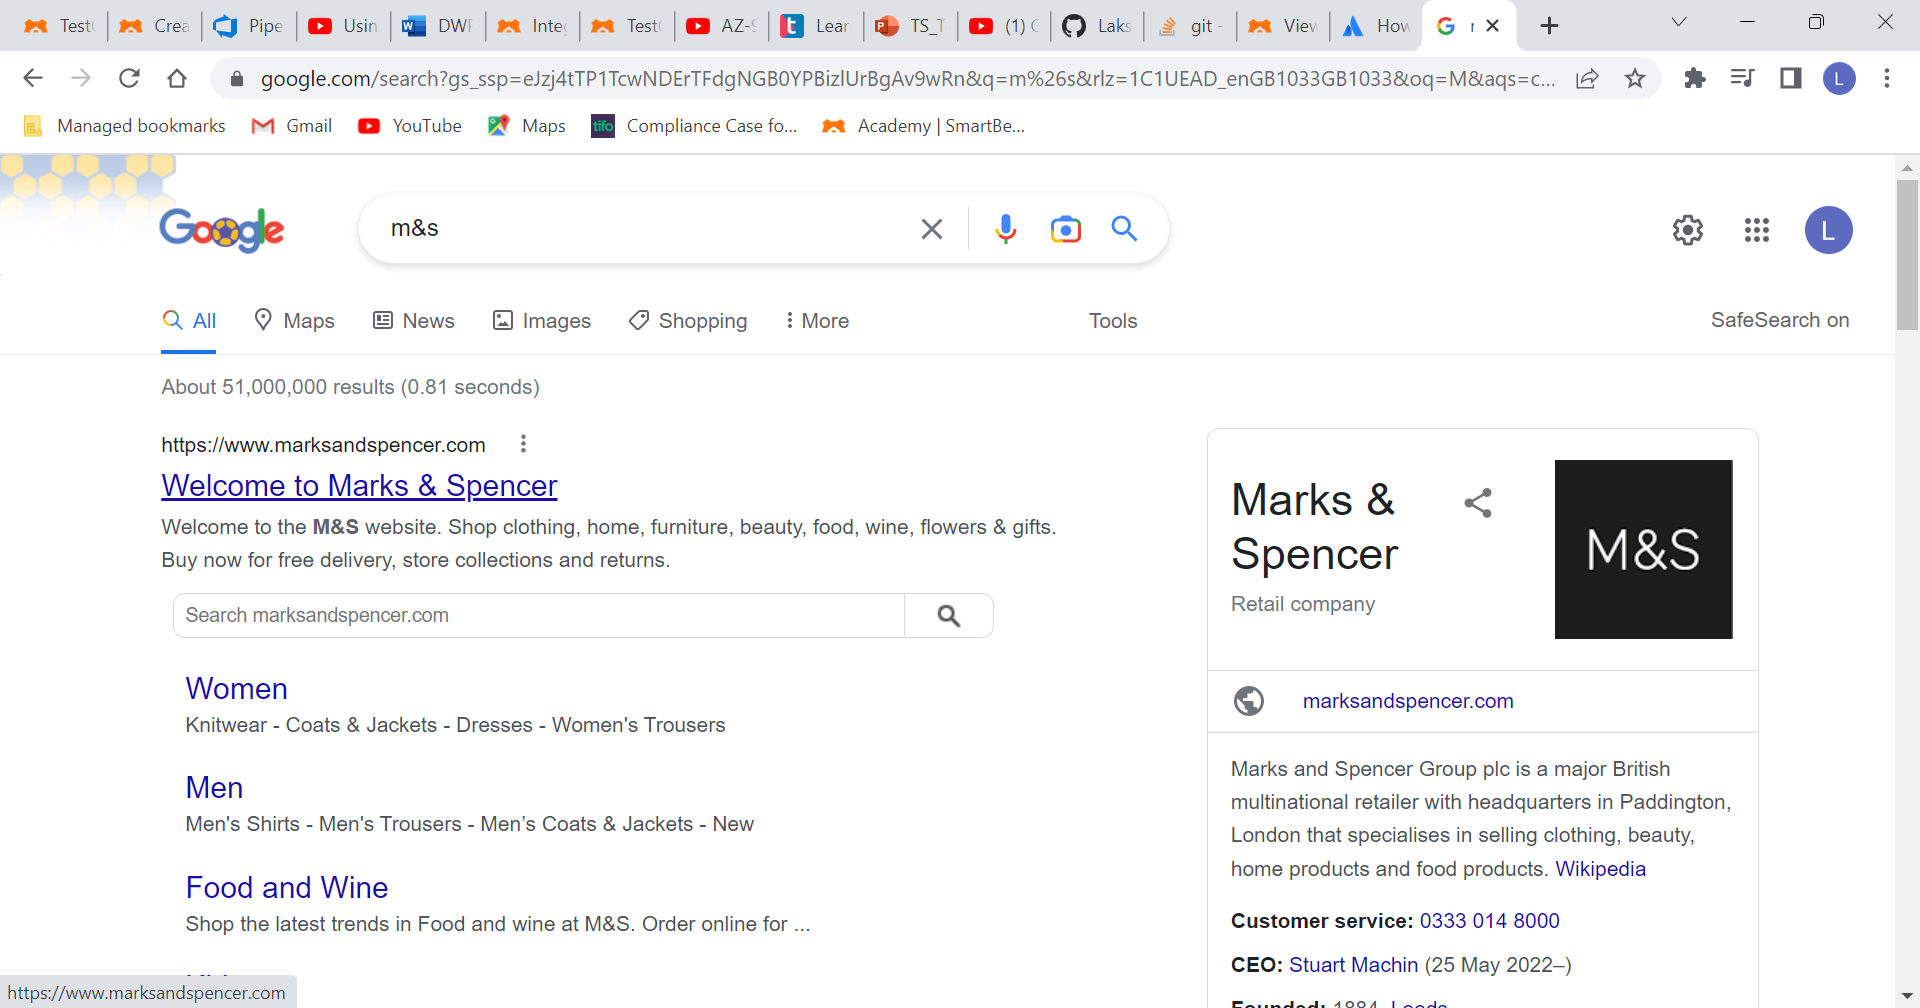 Test
Crea
Pipe
Usin
DWF
Inte
Test
AZ-
Lear
TS_T
(1)
Laks
git -
View
How
google.com/search?gs_ssp=eJzj4tTP1TcwNDErTFdgNGB0YPBizlUrBgAv9wRn&q=m%26s&rlz=1C1UEAD_enGB1033GB1033&oq=M&aqs=c...
L
Managed bookmarks
Gmail
YouTube
Maps
tifo
Compliance Case fo...
Academy | SmartBe...
Google
m&s
L
All
Maps
News
Images
Shopping
More
Tools
SafeSearch on
About 51,000,000 results (0.81 seconds)
https://www.marksandspencer.com
Welcome to Marks & Spencer
Welcome to the M&S website. Shop clothing, home, furniture, beauty, food, wine, flowers & gifts.
Buy now for free delivery, store collections and returns.
Search marksandspencer.com
Women
Knitwear - Coats & Jackets - Dresses - Women's Trousers
Men
Men's Shirts - Men's Trousers - Men’s Coats & Jackets - New
Food and Wine
Shop the latest trends in Food and wine at M&S. Order online for ...
https://www.marksandspencer.com
Marks &
Spencer
Retail company
M&S
marksandspencer.com
Marks and Spencer Group plc is a major British
multinational retailer with headquarters in Paddington,
London that specialises in selling clothing, beauty,
home products and food products. Wikipedia
Customer service: 0333 014 8000
CEO: Stuart Machin (25 May 2022–)
Founded: 1884, Leeds